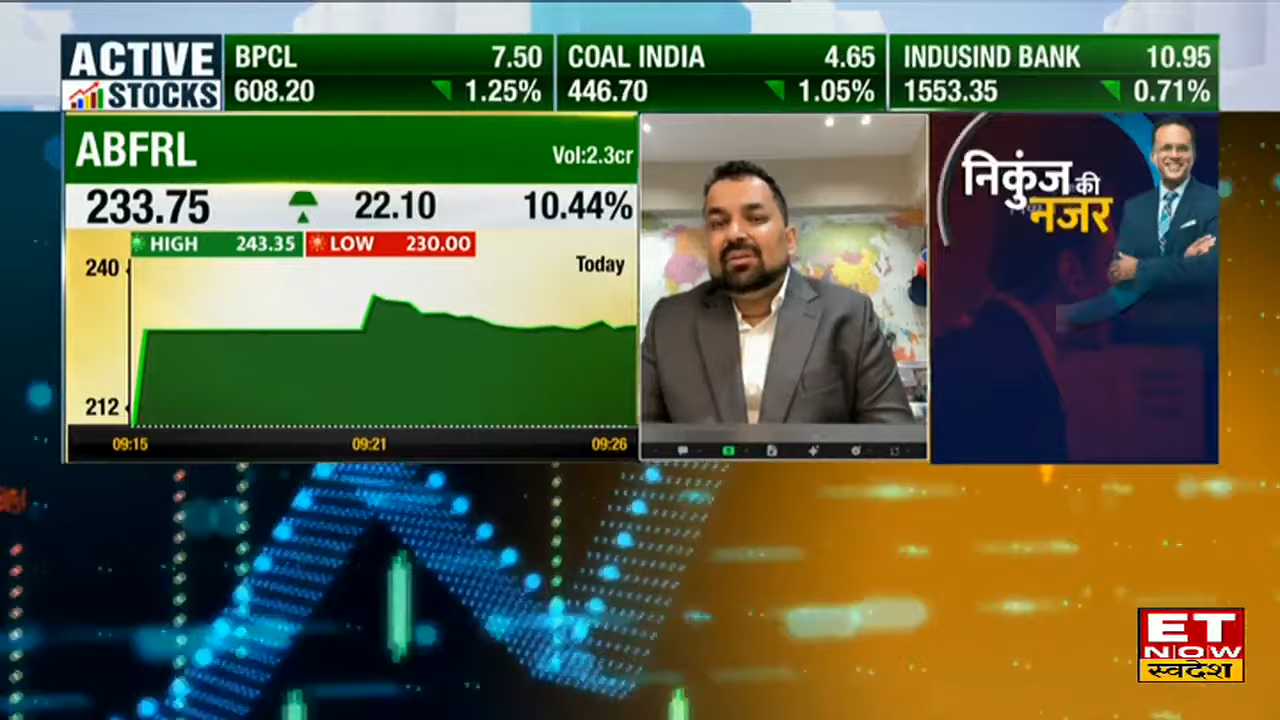 ACTIVE
STOCKS
BPCL 7.50
608.20 1.25%
COAL INDIA 4.65
446.70 1.05%
INDUSIND BANK 10.95
1553.35 0.71%
ABFRL Vol:2.3cr
233.75 22.10 10.44%
HIGH 243.35 LOW 230.00
Today
240
212
09:15 09:21 09:26
निकुंज की
नजर
ET
NOW
स्वदेश